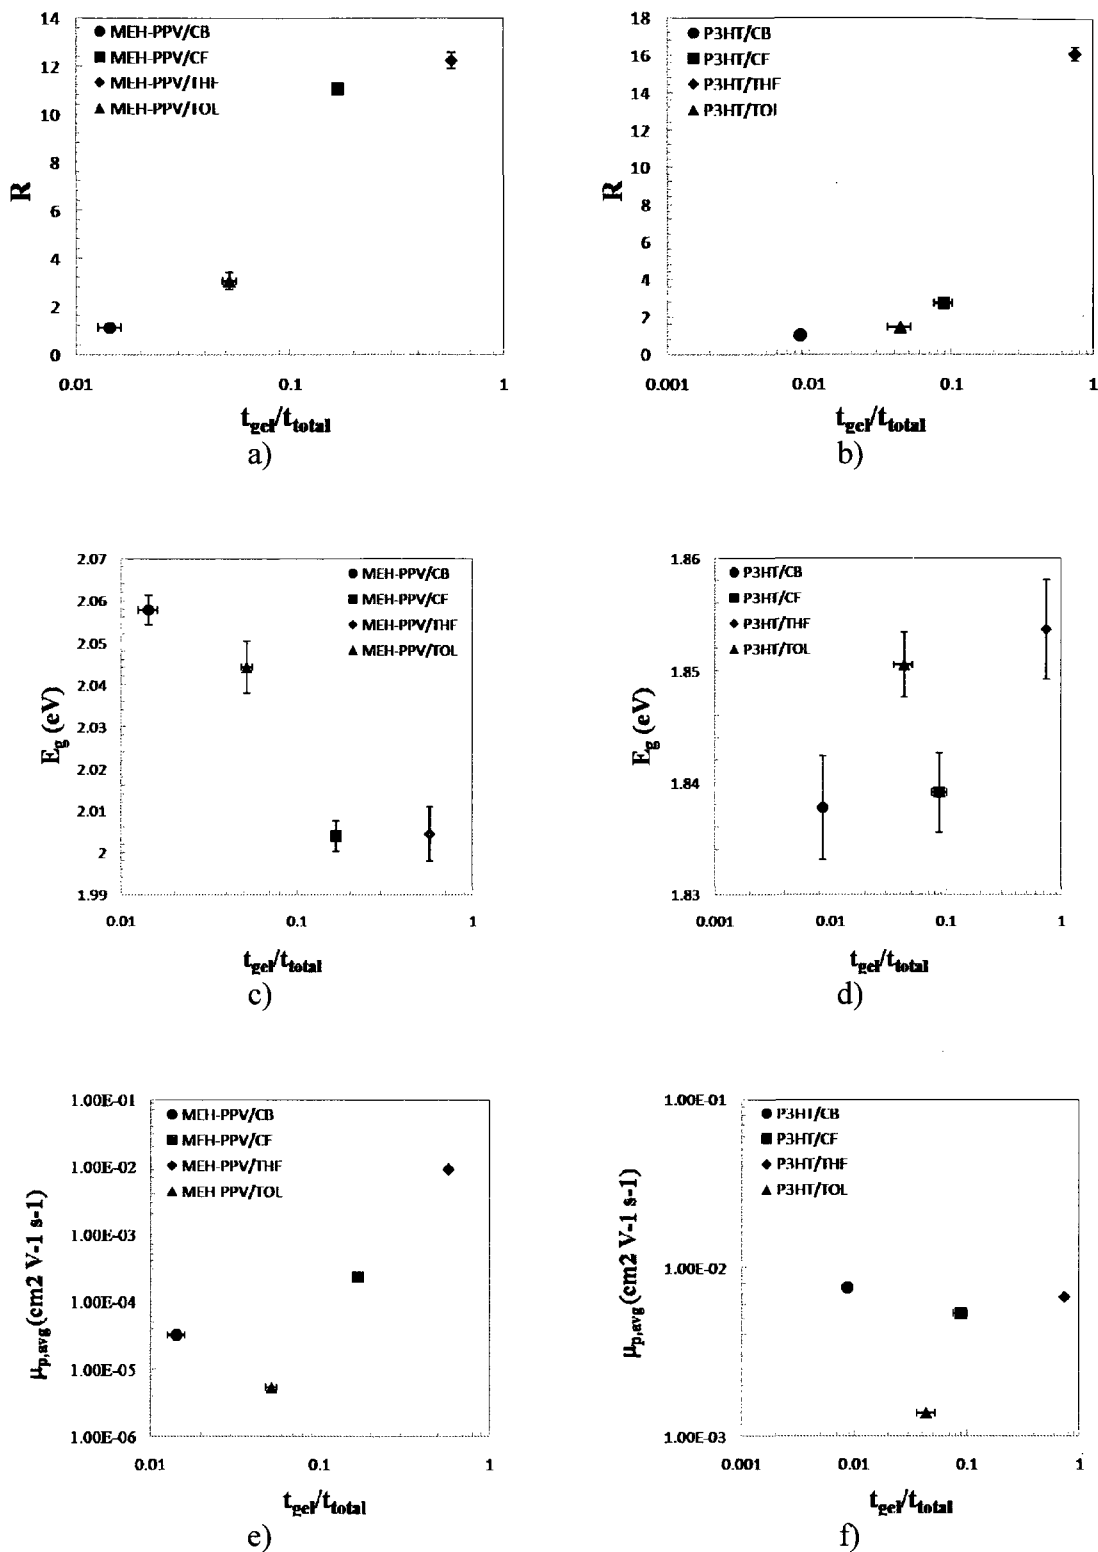 14
12
10
8
6
4
2
0
R
MEH-PPV/CB
MEH-PPV/CF
MEH-PPV/THF
MEH-PPV/TOL
0.01
0.1
1
t_gel/t_total
a)
18
16
14
12
10
8
6
4
2
0
R
P3HT/CB
P3HT/CF
P3HT/THF
P3HT/TOL
0.001
0.01
0.1
1
t_gel/t_total
b)
2.07
2.06
2.05
2.04
2.03
2.02
2.01
2
1.99
E_g (eV)
MEH-PPV/CB
MEH-PPV/CF
MEH-PPV/THF
MEH-PPV/TOL
0.01
0.1
1
t_gel/t_total
c)
1.86
1.85
1.84
1.83
E_g (eV)
P3HT/CB
P3HT/CF
P3HT/THF
P3HT/TOL
0.001
0.01
0.1
1
t_gel/t_total
d)
1.00E-01
1.00E-02
1.00E-03
1.00E-04
1.00E-05
1.00E-06
μ_p,avg(cm2 V-1 s-1)
MEH-PPV/CB
MEH-PPV/CF
MEH-PPV/THF
MEH PPV/TOL
0.01
0.1
1
t_gel/t_total
e)
1.00E-01
1.00E-02
1.00E-03
μ_p,avg(cm2 V-1 s-1)
P3HT/CB
P3HT/CF
P3HT/THF
P3HT/TOL
0.001
0.01
0.1
1
t_gel/t_total
f)